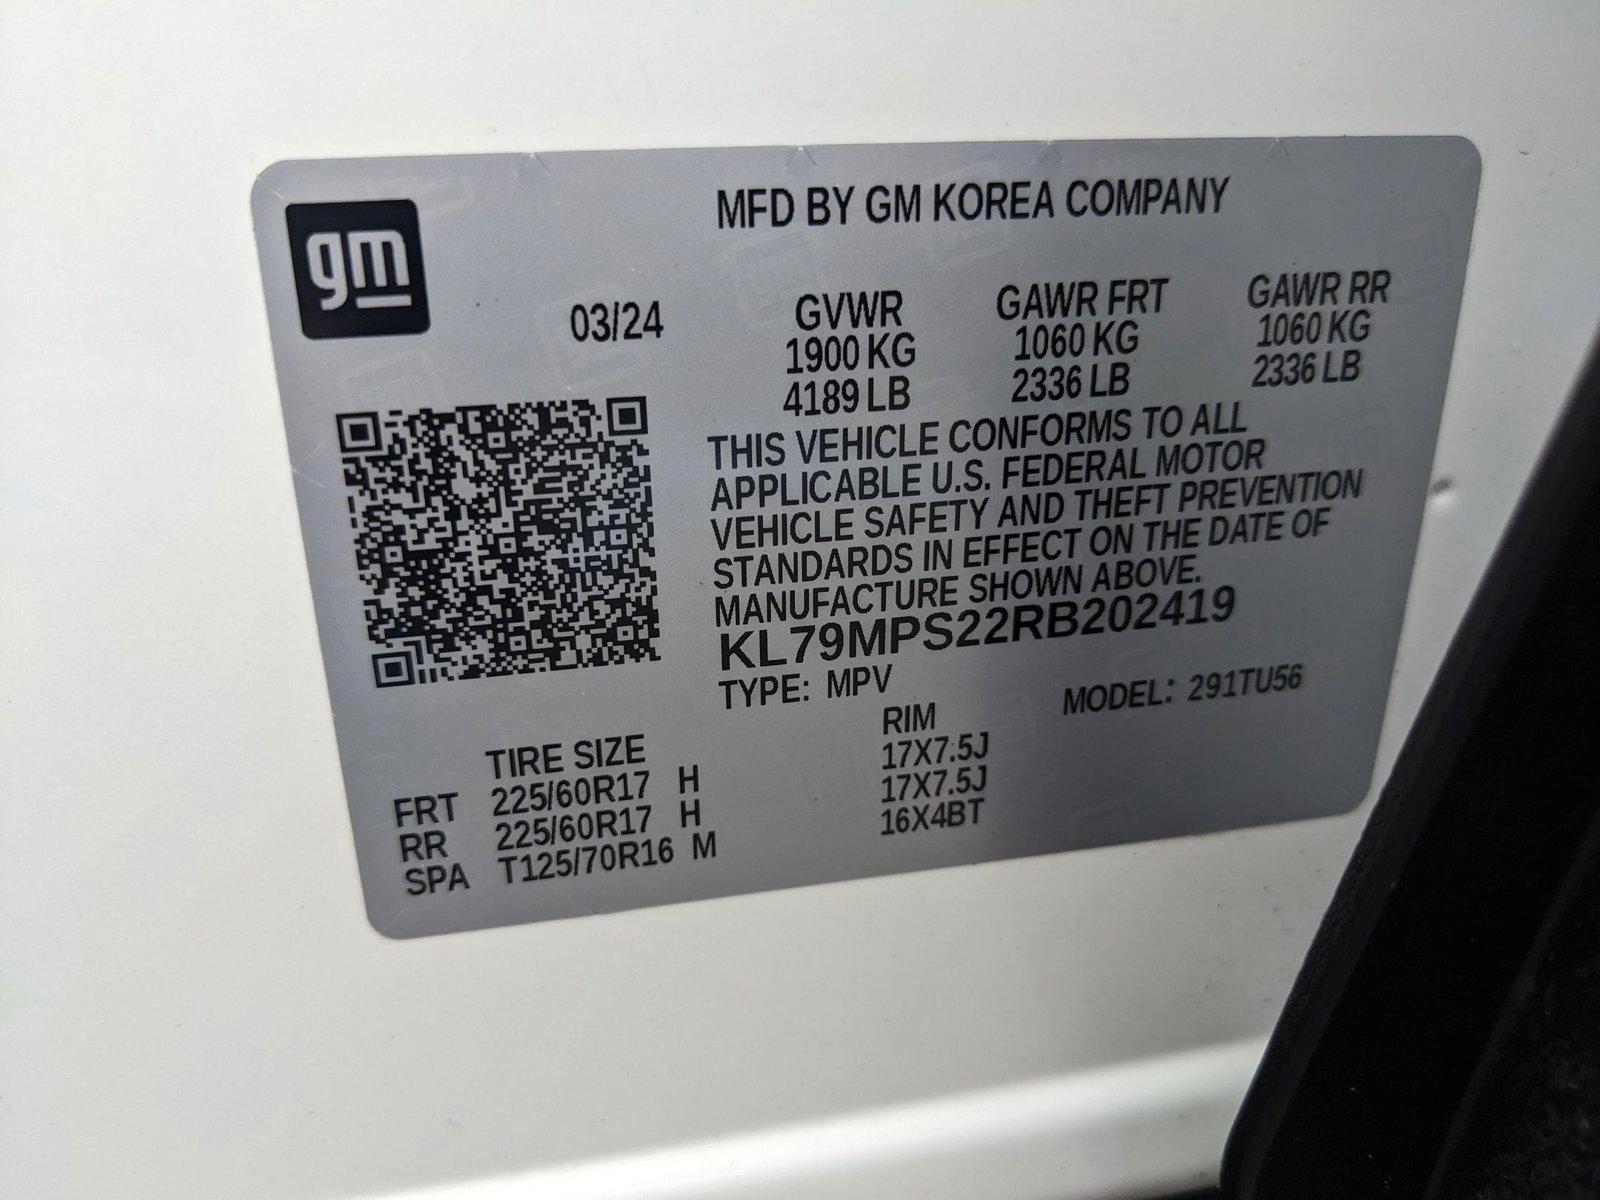 gm
MFD BY GM KOREA COMPANY
03/24
GVWR GAWR FRT GAWR RR
1900 KG 1060 KG 1060 KG
4189 LB 2336 LB 2336 LB
THIS VEHICLE CONFORMS TO ALL
APPLICABLE U.S. FEDERAL MOTOR
VEHICLE SAFETY AND THEFT PREVENTION
STANDARDS IN EFFECT ON THE DATE OF
MANUFACTURE SHOWN ABOVE.
KL79MPS22RB202419
TYPE: MPV MODEL: 291TU56
TIRE SIZE RIM
FRT 225/60R17 H 17X7.5J
RR 225/60R17 H 17X7.5J
SPA T125/70R16 M 16X4BT